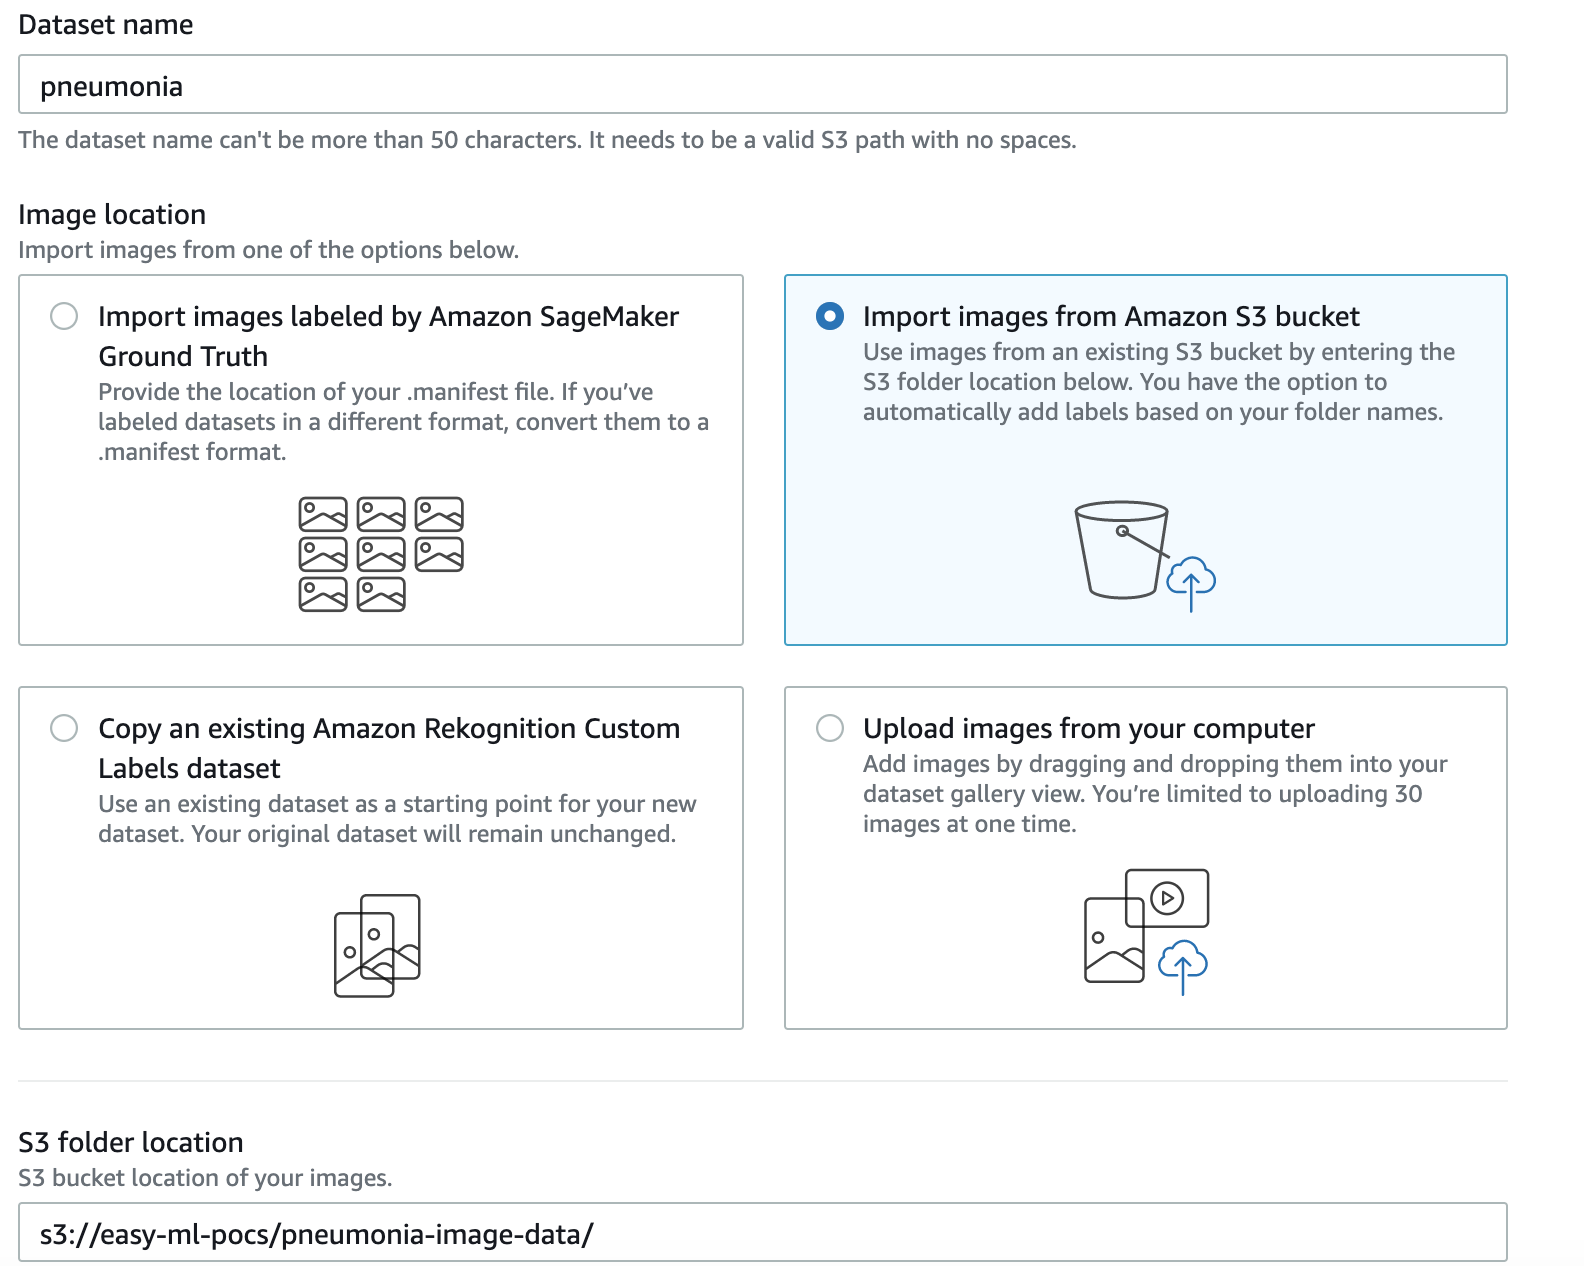 Dataset name
pneumonia
The dataset name can't be more than 50 characters. It needs to be a valid S3 path with no spaces.
Image location
Import images from one of the options below.
Import images labeled by Amazon SageMaker
Ground Truth
Provide the location of your .manifest file. If you’ve
labeled datasets in a different format, convert them to a
.manifest format.
Import images from Amazon S3 bucket
Use images from an existing S3 bucket by entering the
S3 folder location below. You have the option to
automatically add labels based on your folder names.
Copy an existing Amazon Rekognition Custom
Labels dataset
Use an existing dataset as a starting point for your new
dataset. Your original dataset will remain unchanged.
Upload images from your computer
Add images by dragging and dropping them into your
dataset gallery view. You’re limited to uploading 30
images at one time.
S3 folder location
S3 bucket location of your images.
s3://easy-ml-pocs/pneumonia-image-data/